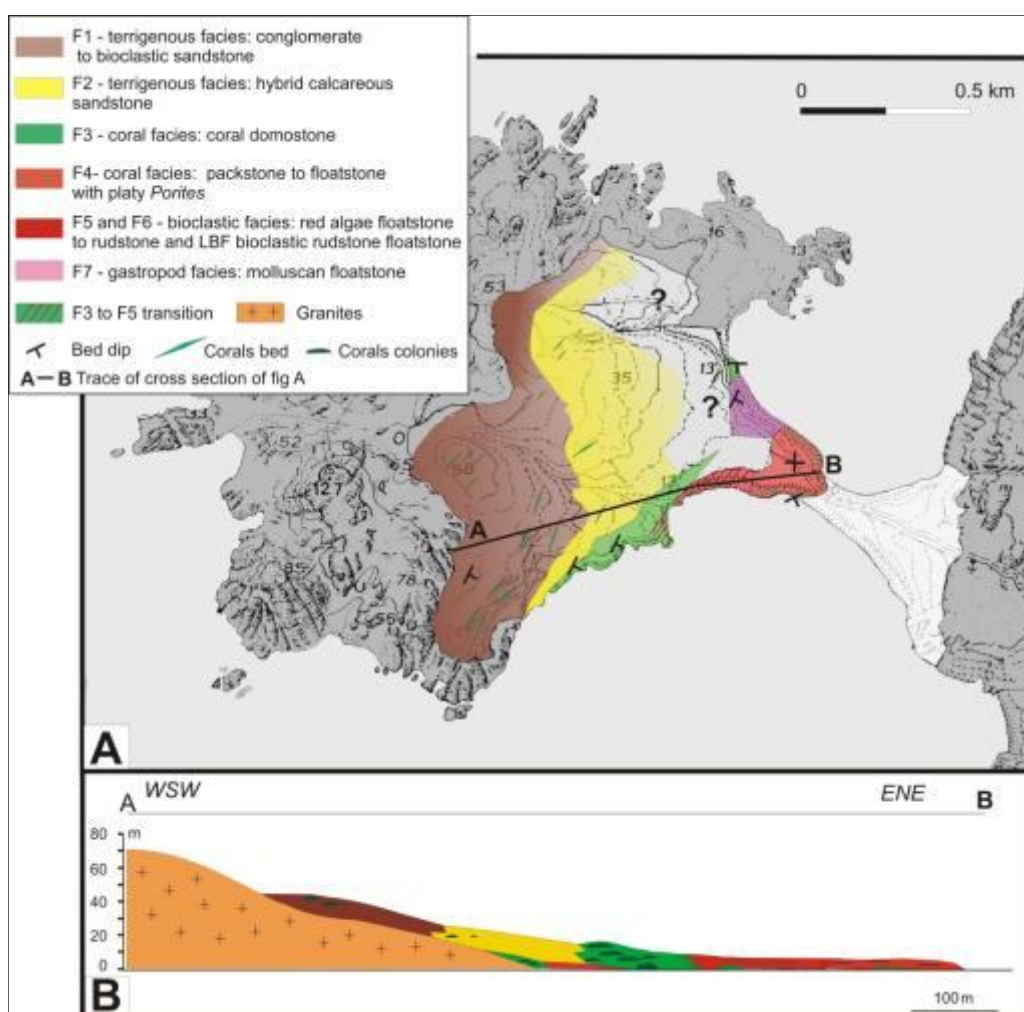 F1 - terrigenous facies: conglomerate
to bioclastic sandstone
F2 - terrigenous facies: hybrid calcareous
sandstone
F3 - coral facies: coral domostone
F4- coral facies: packstone to floatstone
with platy Porites
F5 and F6 - bioclastic facies: red algae floatstone
to rudstone and LBF bioclastic rudstone floatstone
F7 - gastropod facies: molluscan floatstone
F3 to F5 transition
Granites
Bed dip
Corals bed
Corals colonies
A—B Trace of cross section of fig A
0 0.5 km
53
?
35
13
?
52
58
127
B
A
85
78
A
A WSW
ENE B
80 m
60
40
20
0
B
100 m